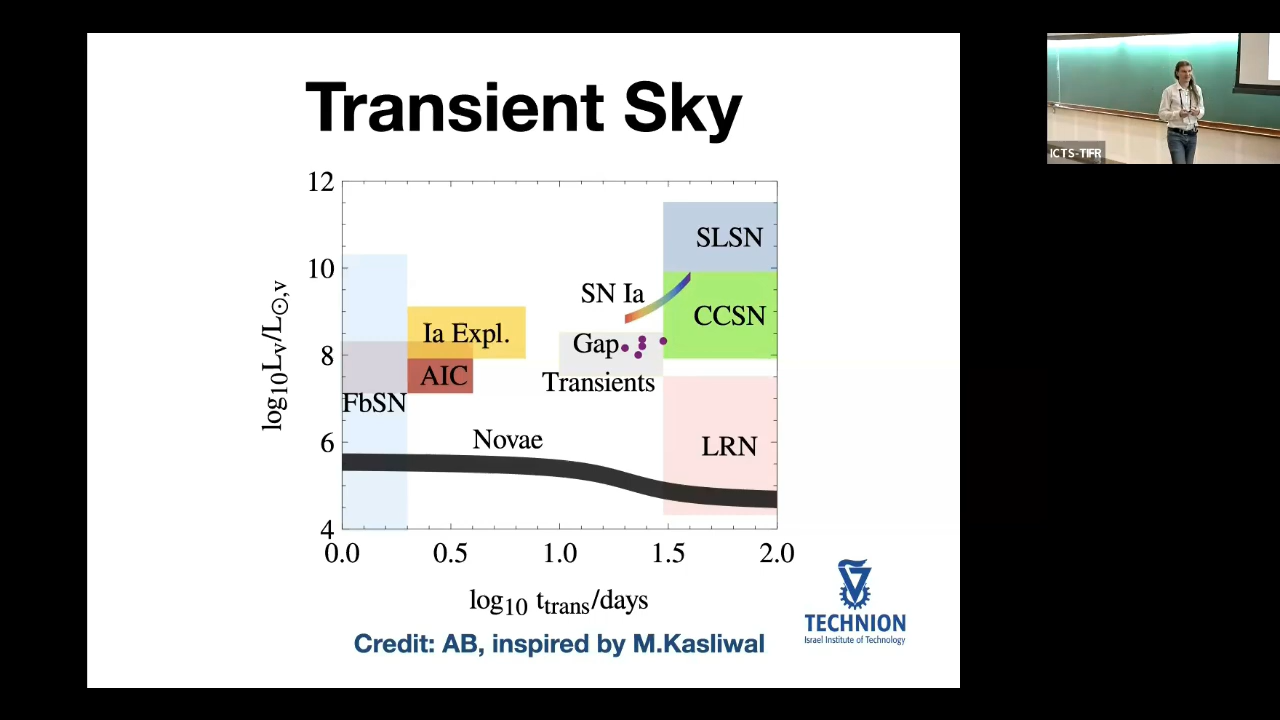 Transient Sky
12
10
8
6
4
0.0 0.5 1.0 1.5 2.0
log10Lv/L⊙,v
SLSN
SN Ia
CCSN
Ia Expl.
Gap
AIC
Transients
FbSN
Novae
LRN
log10 ttrans/days
Credit: AB, inspired by M.Kasliwal
TECHNION
Israel Institute of Technology
ICTS-TIFR